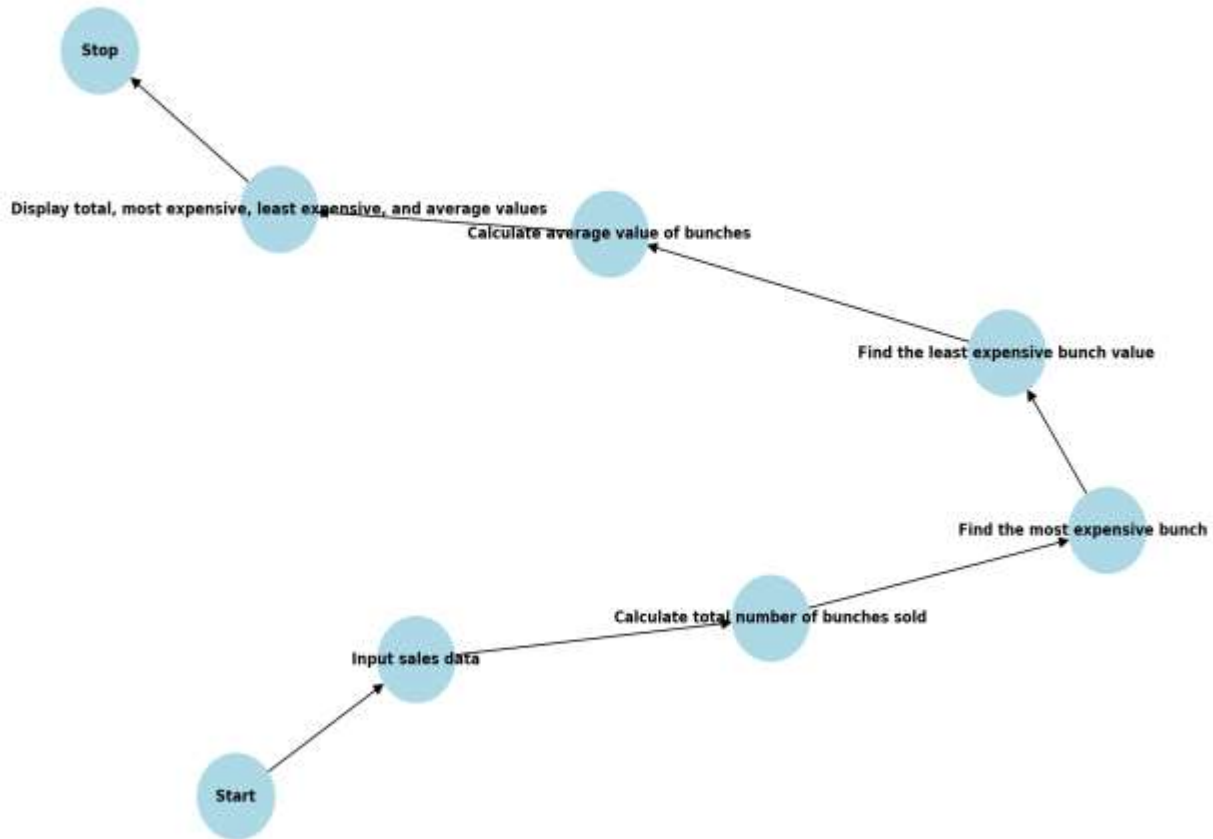 Stop
Display total, most expensive, least expensive, and average values
Calculate average value of bunches
Find the least expensive bunch value
Find the most expensive bunch
Calculate total number of bunches sold
Input sales data
Start